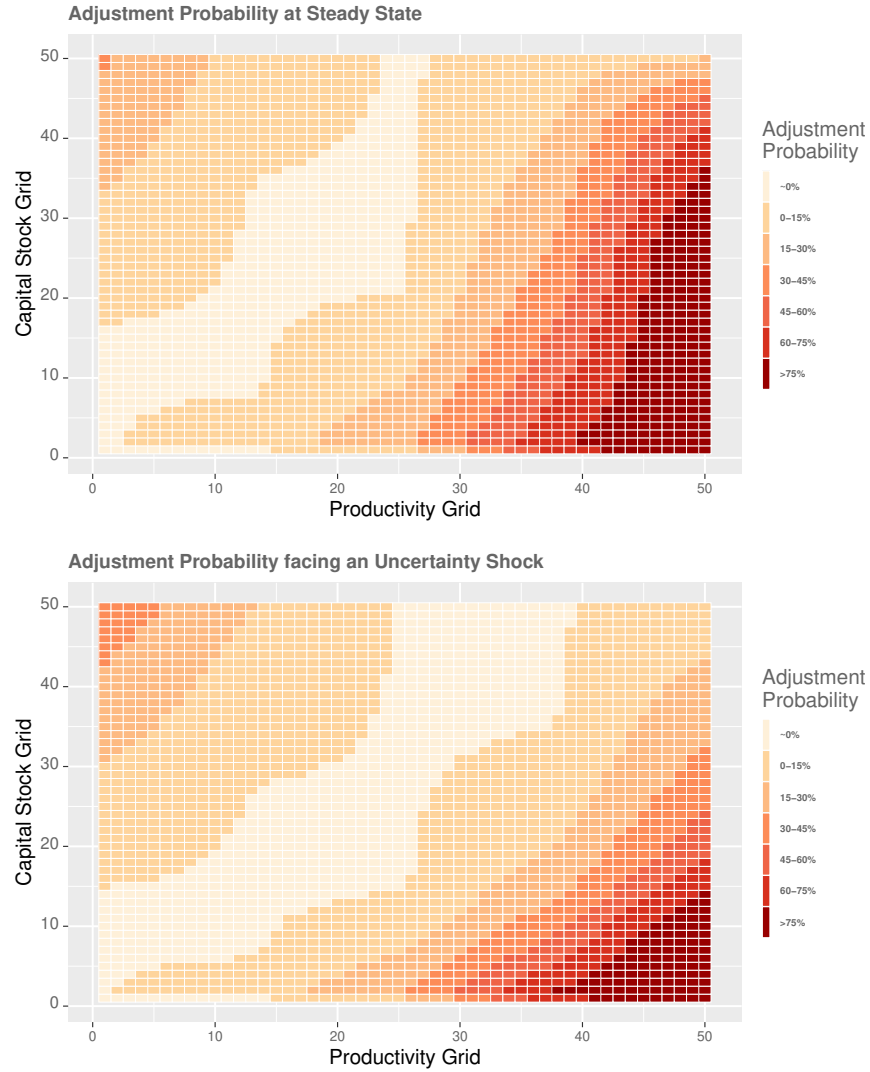 Adjustment Probability at Steady State
50
40
30
20
10
0
Capital Stock Grid
0 10 20 30 40 50
Productivity Grid
Adjustment
Probability
~0%
0–15%
15–30%
30–45%
45–60%
60–75%
>75%
Adjustment Probability facing an Uncertainty Shock
50
40
30
20
10
0
Capital Stock Grid
0 10 20 30 40 50
Productivity Grid
Adjustment
Probability
~0%
0–15%
15–30%
30–45%
45–60%
60–75%
>75%